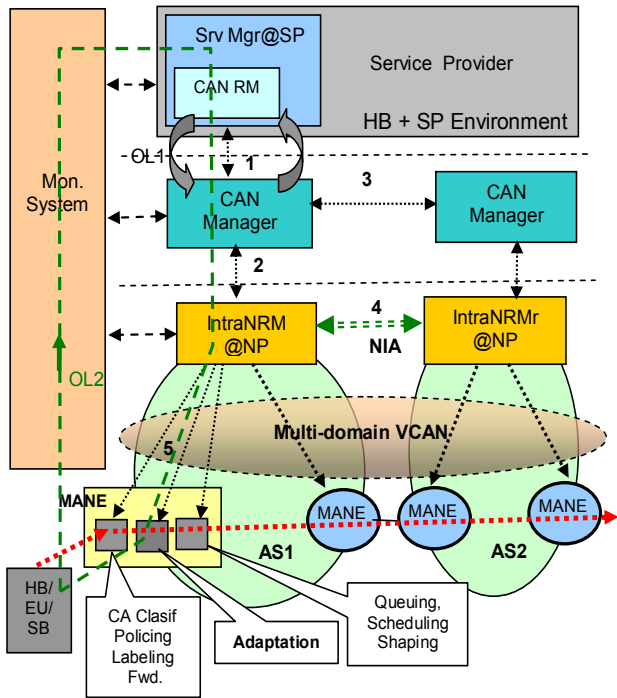 Srv Mgr@SP
CAN RM
Service Provider
HB + SP Environment
OL1
1
Mon.
System
CAN
Manager
3
CAN
Manager
2
IntraNRM
@NP
4
NIA
IntraNRMr
@NP
OL2
Multi-domain VCAN
5
MANE
MANE
MANE
MANE
AS1
AS2
HB/
EU/
SB
CA Clasif
Policing
Labeling
Fwd.
Adaptation
Queuing,
Scheduling
Shaping